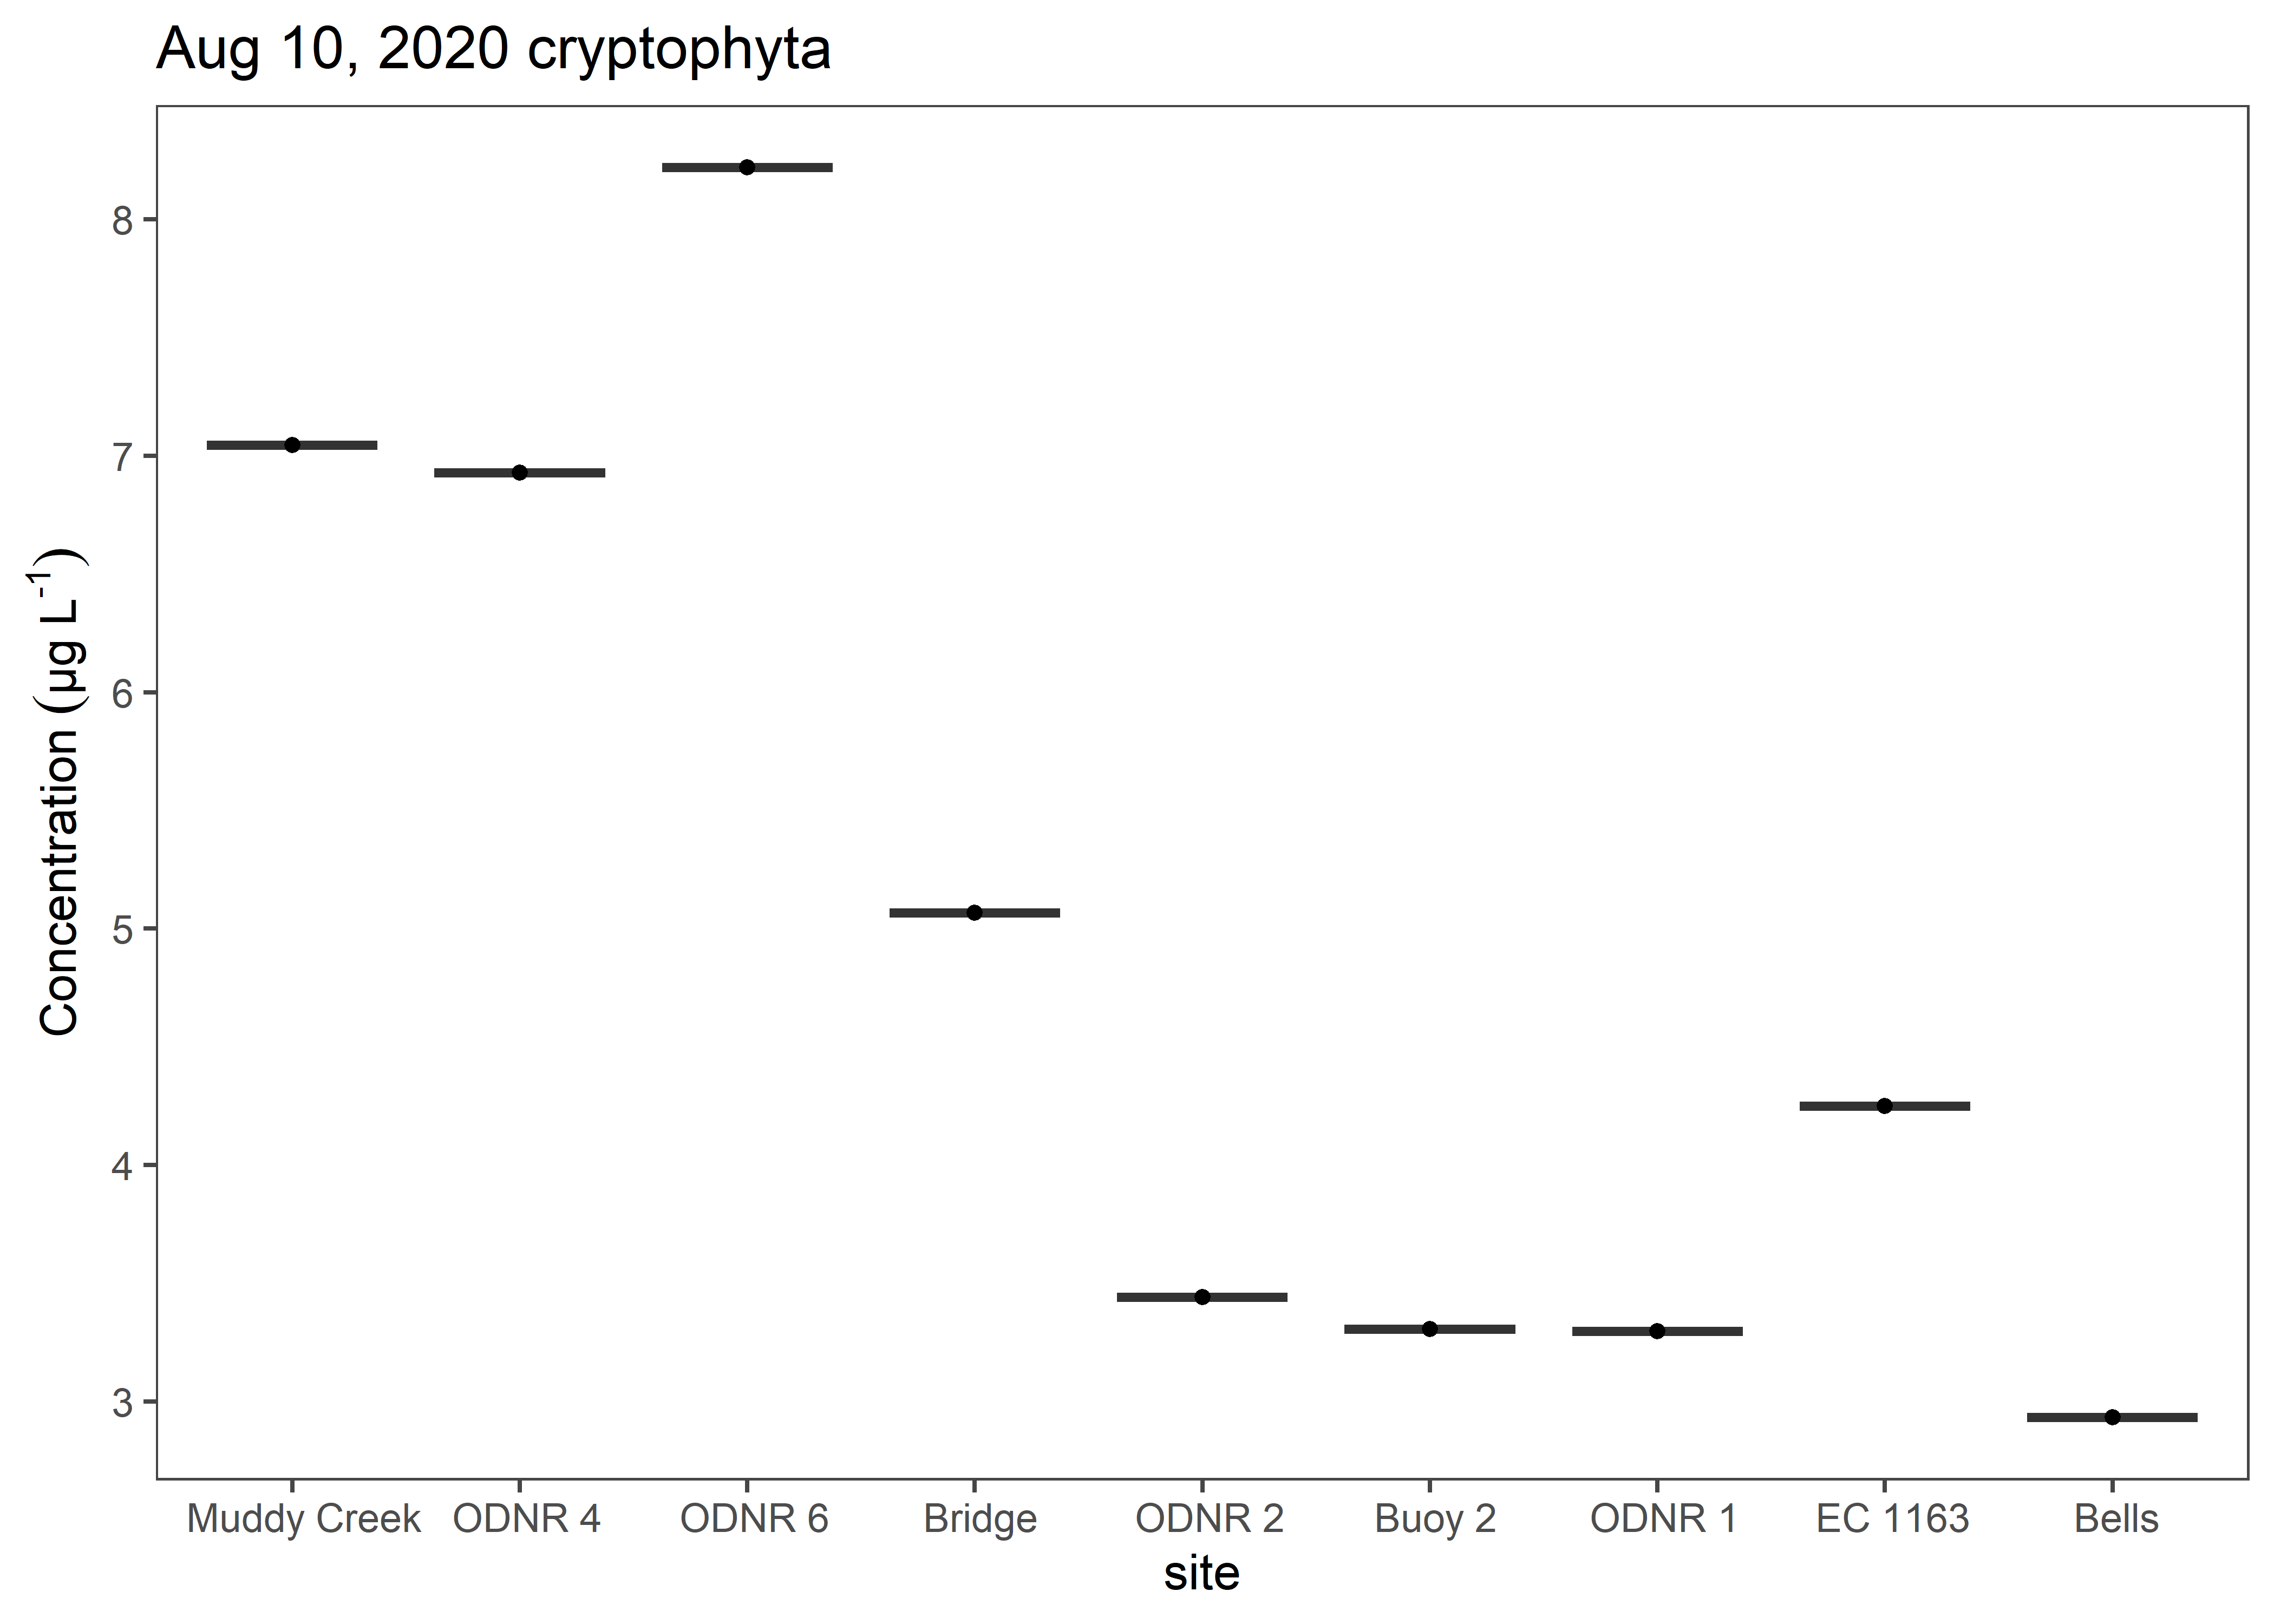 Aug 10, 2020 cryptophyta
Concentration (µg L⁻¹)
8
7
6
5
4
3
Muddy Creek ODNR 4 ODNR 6 Bridge ODNR 2 Buoy 2 ODNR 1 EC 1163 Bells
site